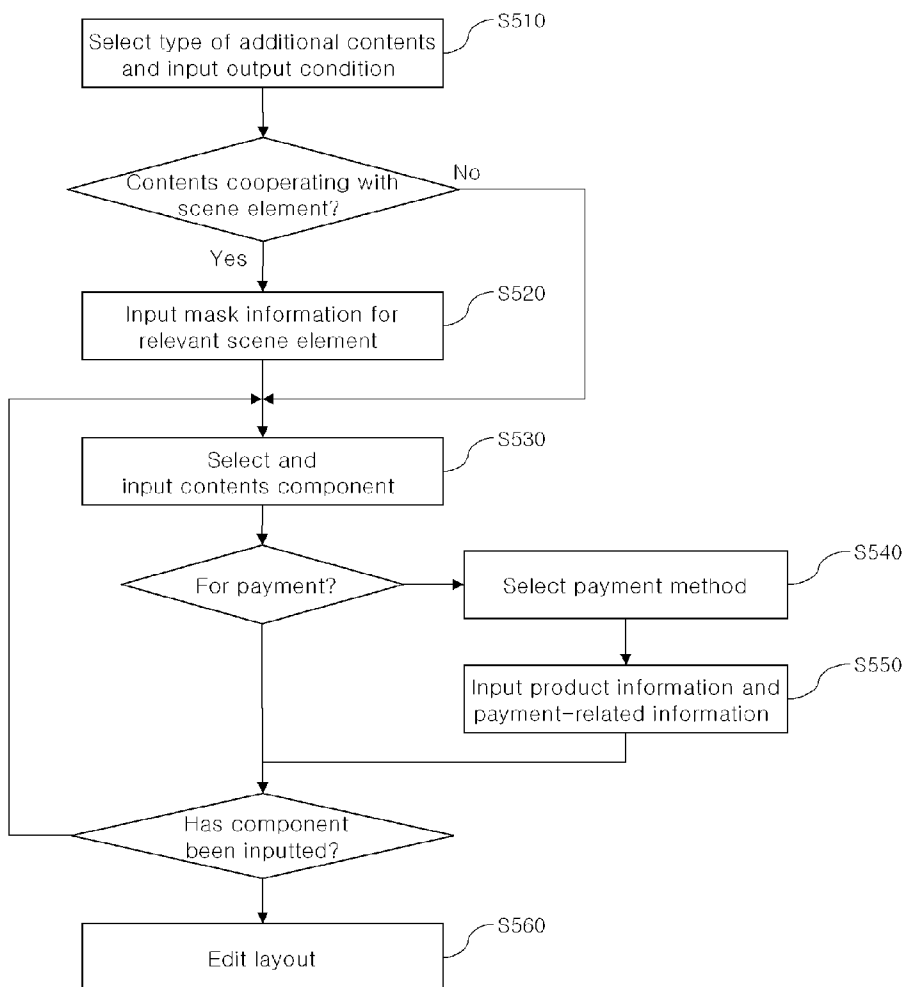 S510
Select type of additional contents
and input output condition
Contents cooperating with
scene element?
No
Yes
S520
Input mask information for
relevant scene element
S530
Select and
input contents component
For payment?
S540
Select payment method
S550
Input product information and
payment-related information
Has component
been inputted?
S560
Edit layout